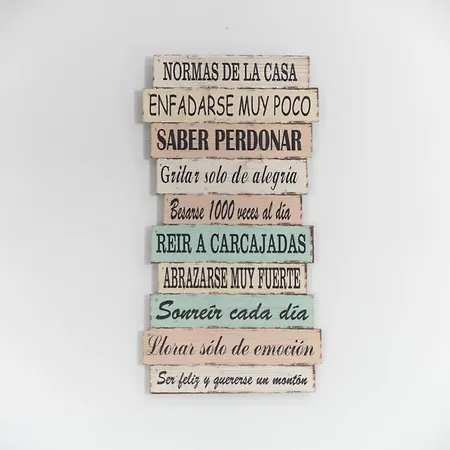 NORMAS DE LA CASA
ENFADARSE MUY POCO
SABER PERDONAR
Gritar solo de alegría
Besarse 1000 veces al día
REIR A CARCAJADAS
ABRAZARSE MUY FUERTE
Sonreír cada día
Llorar sólo de emoción
Ser feliz y quererse un montón